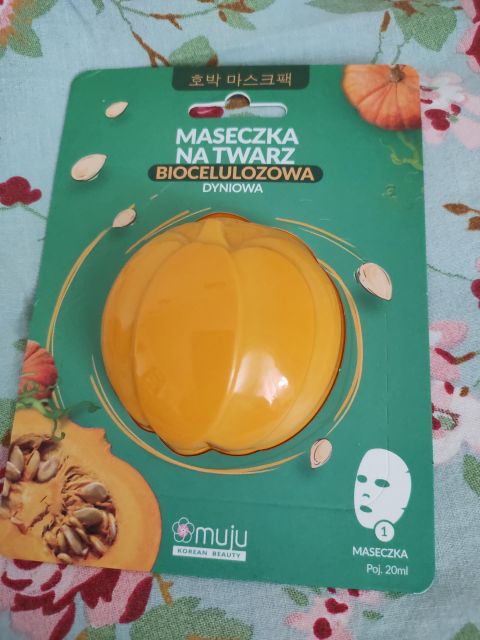 호박 마스크팩
MASECZKA
NA TWARZ
BIOCELULOZOWA
DYNIOWA
muju
KOREAN BEAUTY
1
MASECZKA
Poj. 20ml